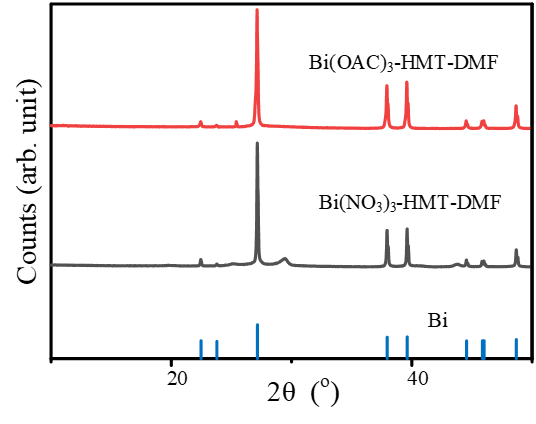 Bi(OAC)₃-HMT-DMF
Bi(NO₃)₃-HMT-DMF
Bi
Counts (arb. unit)
20
40
2θ (°)